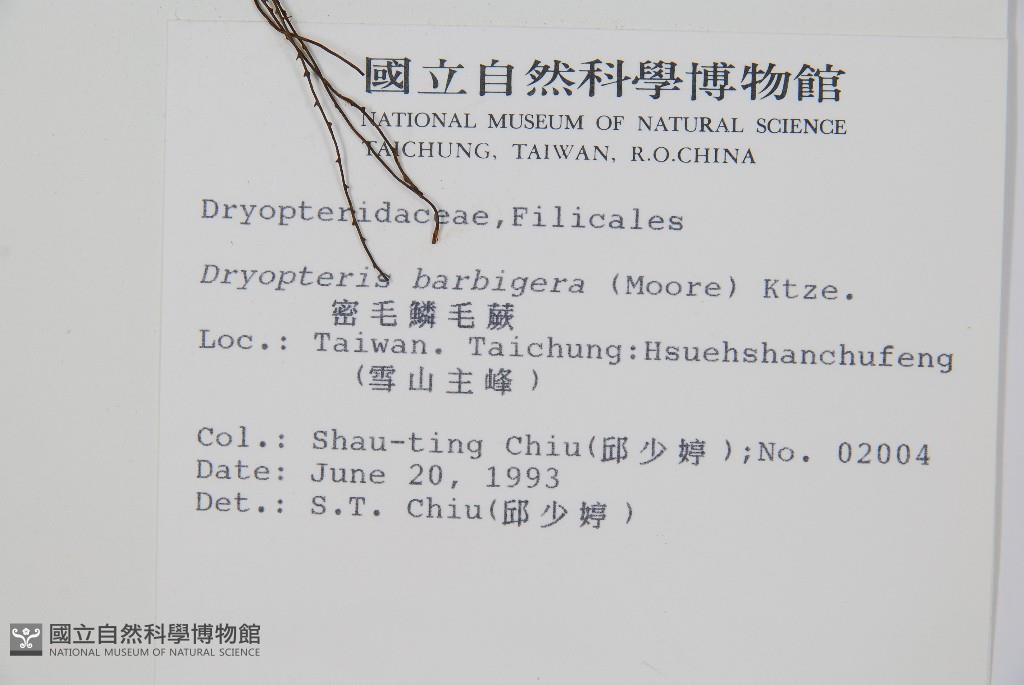 國立自然科學博物館
NATIONAL MUSEUM OF NATURAL SCIENCE
TAICHUNG, TAIWAN, R.O.CHINA
Dryopteridaceae,Filicales
Dryopteris barbigera (Moore) Ktze.
密毛鱗毛蕨
Loc.: Taiwan. Taichung:Hsuehshanchufeng
(雪山主峰)
Col.: Shau-ting Chiu(邱少婷);No. 02004
Date: June 20, 1993
Det.: S.T. Chiu(邱少婷)
國立自然科學博物館
NATIONAL MUSEUM OF NATURAL SCIENCE